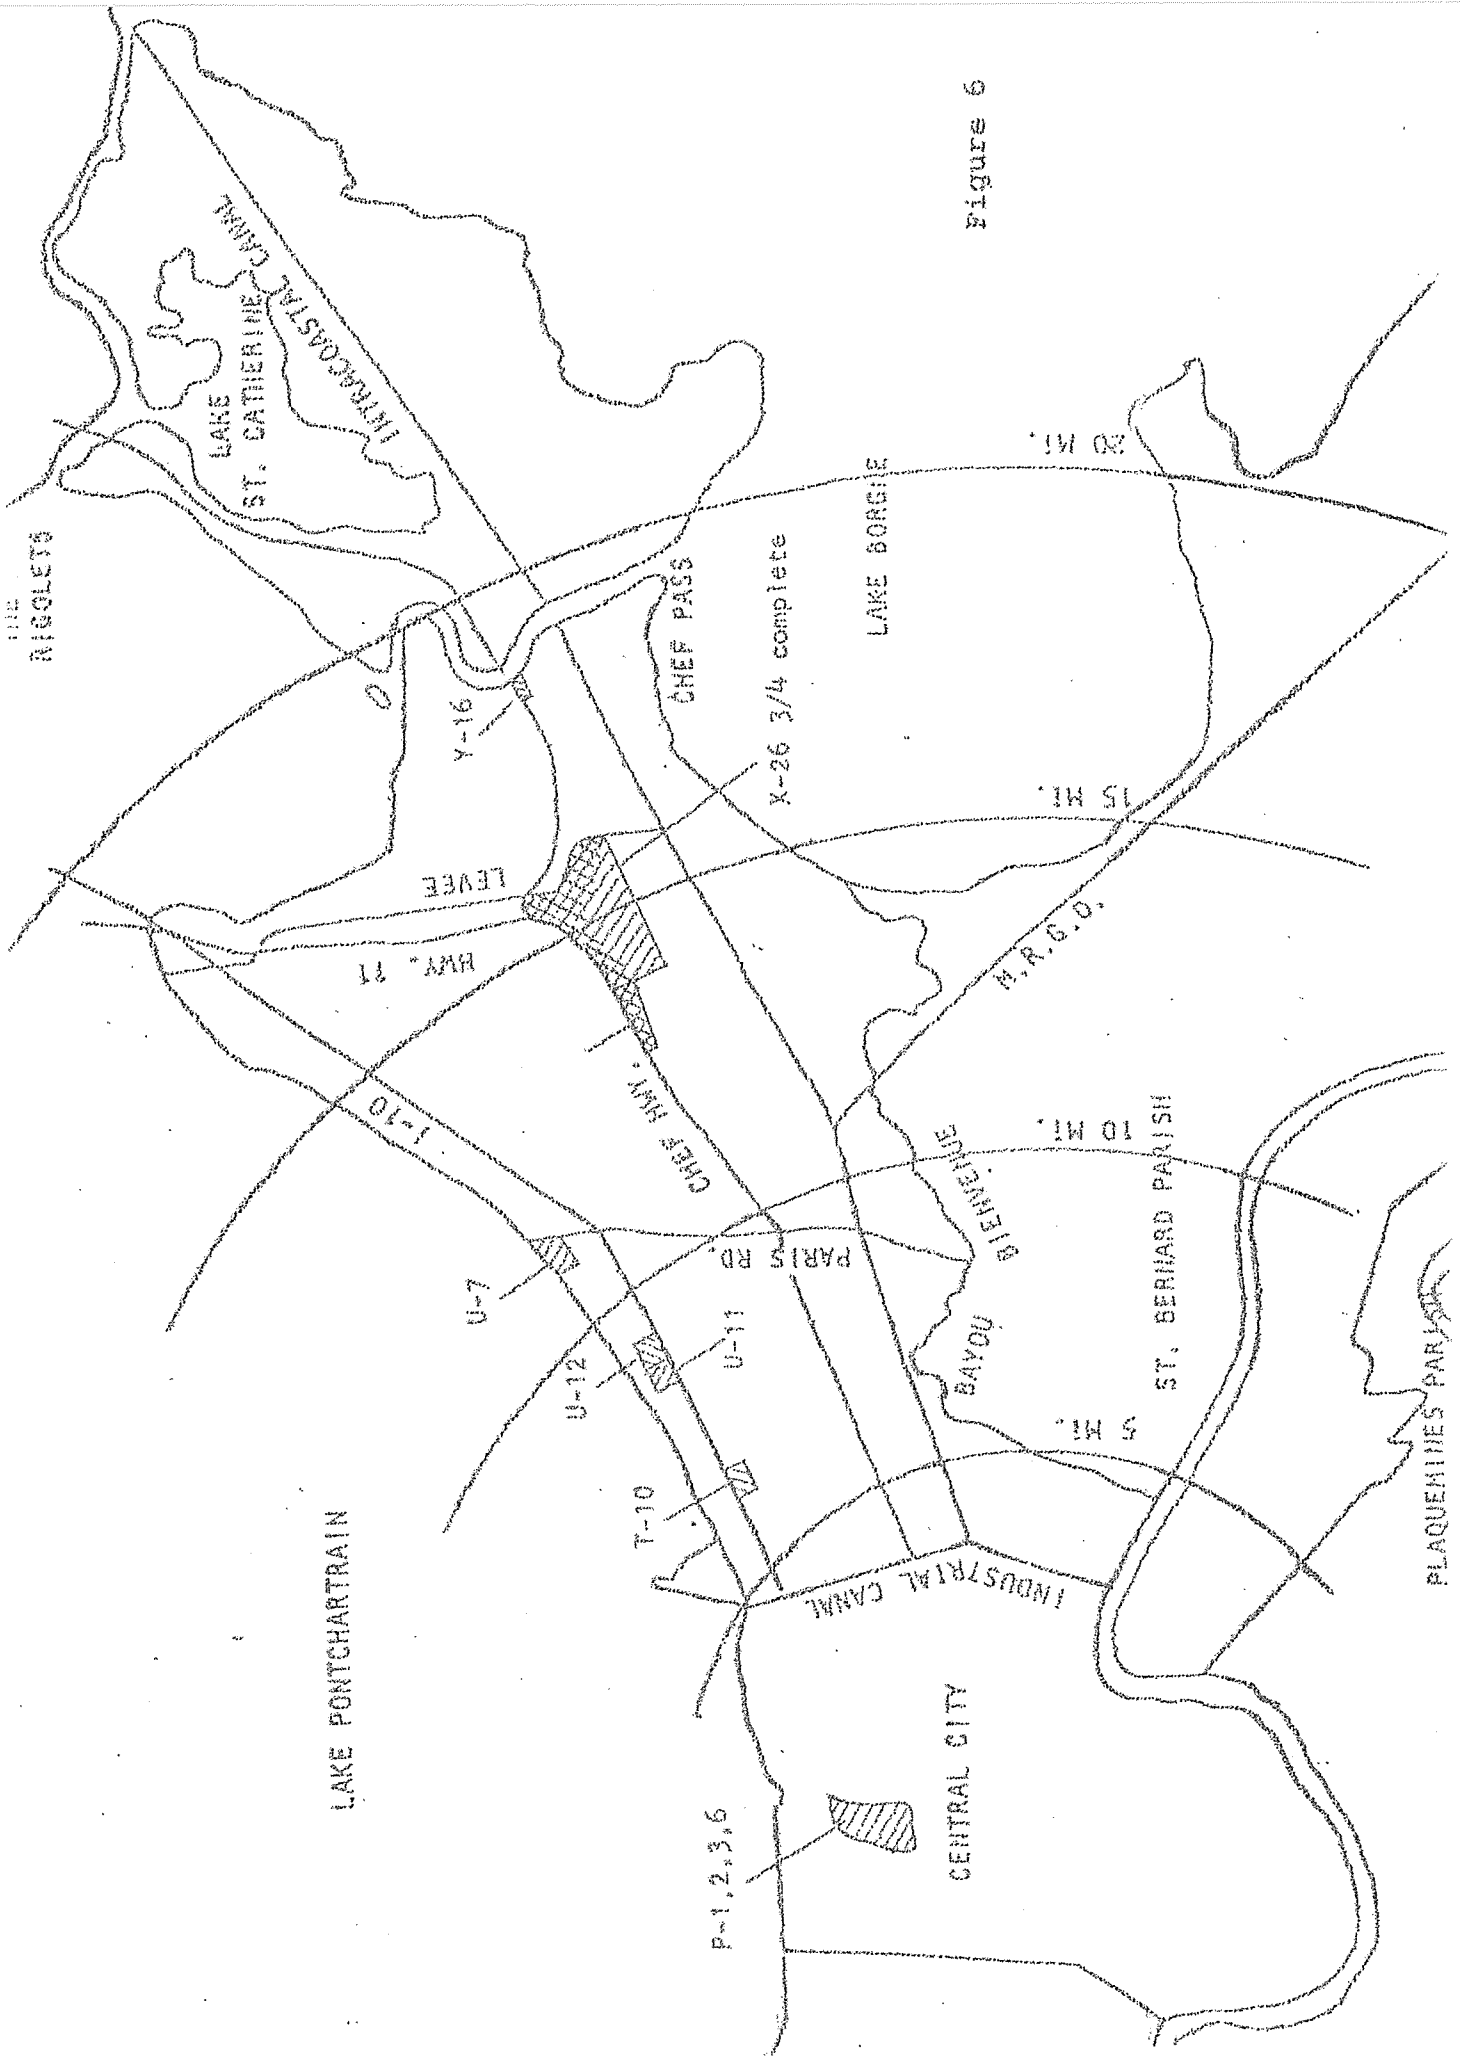 THE
RIGOLETS
LAKE
ST. CATHERINE
INTRACOASTAL CANAL
Figure 6
20 MI.
LAKE BORGNE
CHEF PASS
Y-16
X-26 3/4 complete
15 MI.
LEVEE
HWY. 11
M.R.G.O.
I-10
CHEF HWY.
10 MI.
BAYOU
BIENVENUE
ST. BERNARD PARISH
PARIS RD.
U-7
U-12
U-11
T-10
5 MI.
LAKE PONTCHARTRAIN
INDUSTRIAL CANAL
PLAQUEMINES PARISH
CENTRAL CITY
P-1,2,3,6